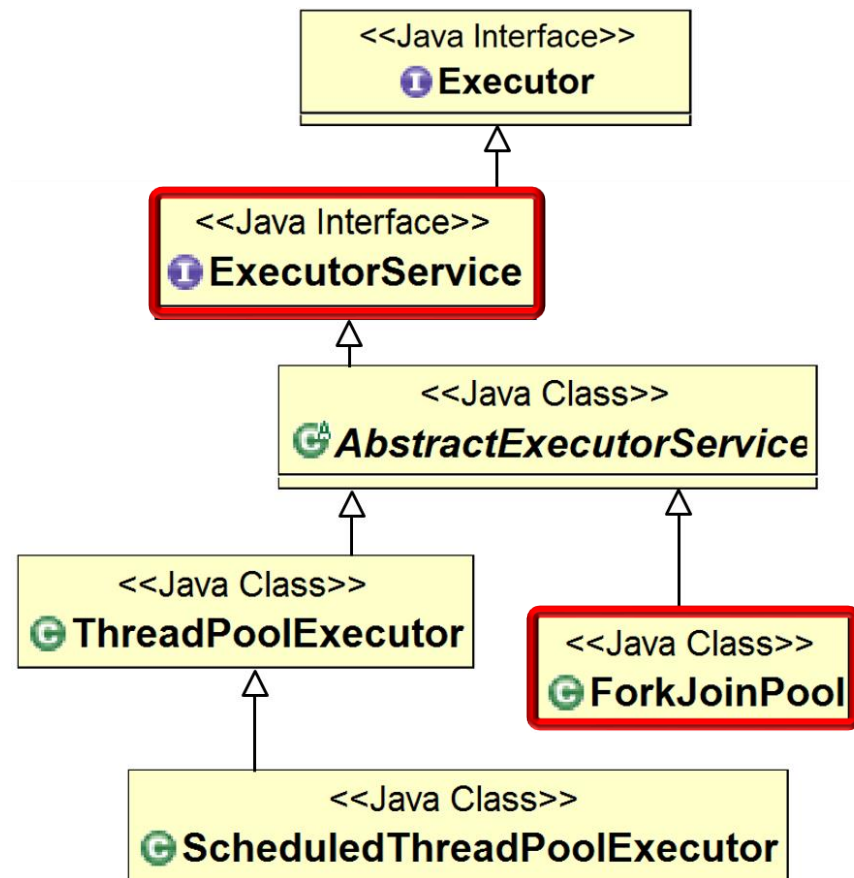 <<Java Interface>>
I Executor
<<Java Interface>>
I ExecutorService
<<Java Class>>
C A AbstractExecutorService
<<Java Class>>
C ThreadPoolExecutor
<<Java Class>>
C ForkJoinPool
<<Java Class>>
C ScheduledThreadPoolExecutor